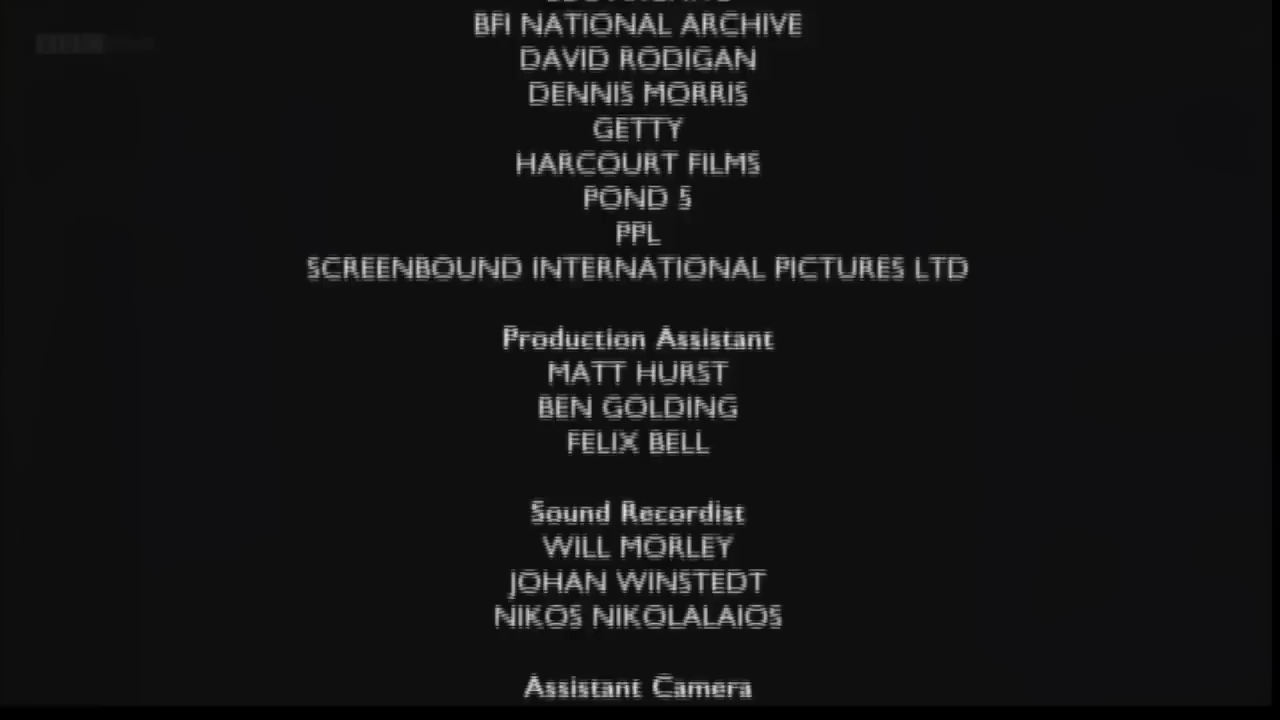 BFI NATIONAL ARCHIVE
DAVID RODIGAN
DENNIS MORRIS
GETTY
HARCOURT FILMS
POND 5
PPL
SCREENBOUND INTERNATIONAL PICTURES LTD
Production Assistant
MATT HURST
BEN GOLDING
FELIX BELL
Sound Recordist
WILL MORLEY
JOHAN WINSTEDT
NIKOS NIKOLALAIOS
Assistant Camera